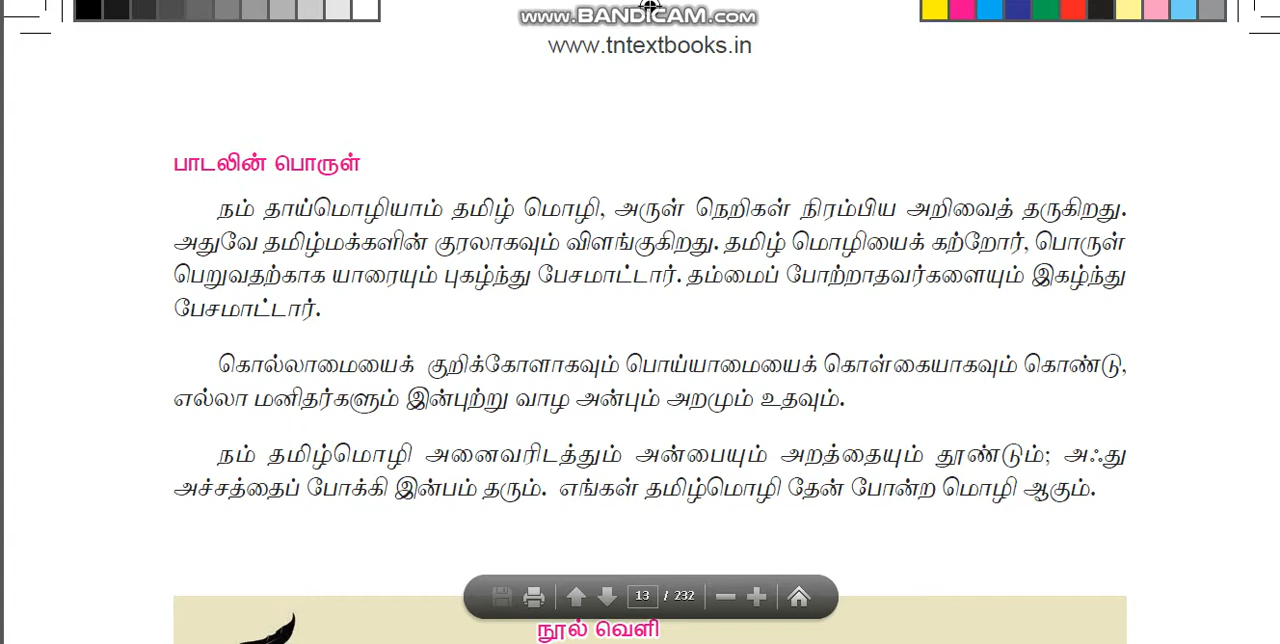 www.BANDICAM.com
www.tntextbooks.in
பாடலின் பொருள்
நம் தாய்மொழியாம் தமிழ் மொழி, அருள் நெறிகள் நிரம்பிய அறிவைத் தருகிறது.
அதுவே தமிழ்மக்களின் குரலாகவும் விளங்குகிறது. தமிழ் மொழியைக் கற்றோர், பொருள்
பெறுவதற்காக யாரையும் புகழ்ந்து பேசமாட்டார். தம்மைப் போற்றாதவர்களையும் இகழ்ந்து
பேசமாட்டார்.
கொல்லாமையைக் குறிக்கோளாகவும் பொய்யாமையைக் கொள்கையாகவும் கொண்டு,
எல்லா மனிதர்களும் இன்புற்று வாழ அன்பும் அறமும் உதவும்.
நம் தமிழ்மொழி அனைவரிடத்தும் அன்பையும் அறத்தையும் தூண்டும்; அஃது
அச்சத்தைப் போக்கி இன்பம் தரும். எங்கள் தமிழ்மொழி தேன் போன்ற மொழி ஆகும்.
13 / 232
நூல் வெளி